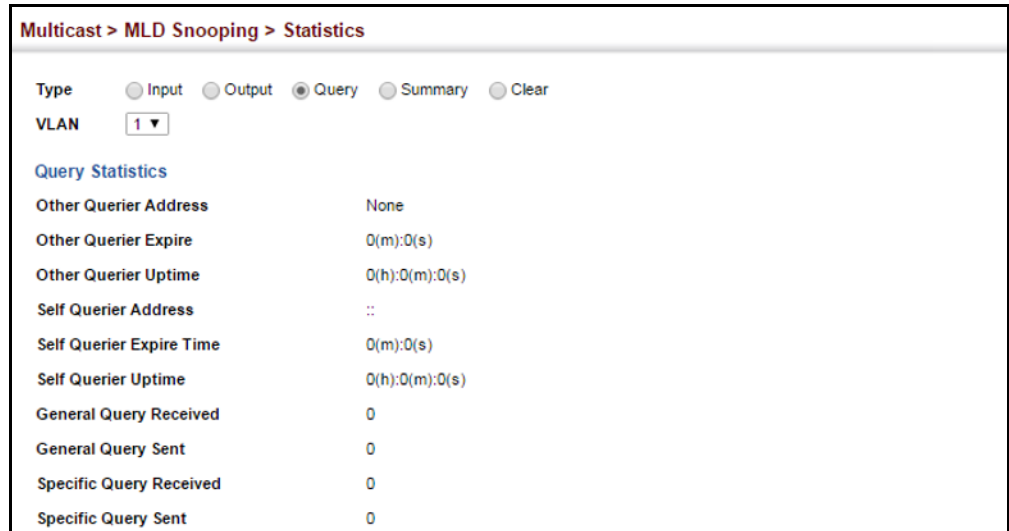 Multicast > MLD Snooping > Statistics
Type Input Output Query Summary Clear
VLAN 1
Query Statistics
Other Querier Address None
Other Querier Expire 0(m):0(s)
Other Querier Uptime 0(h):0(m):0(s)
Self Querier Address ::
Self Querier Expire Time 0(m):0(s)
Self Querier Uptime 0(h):0(m):0(s)
General Query Received 0
General Query Sent 0
Specific Query Received 0
Specific Query Sent 0